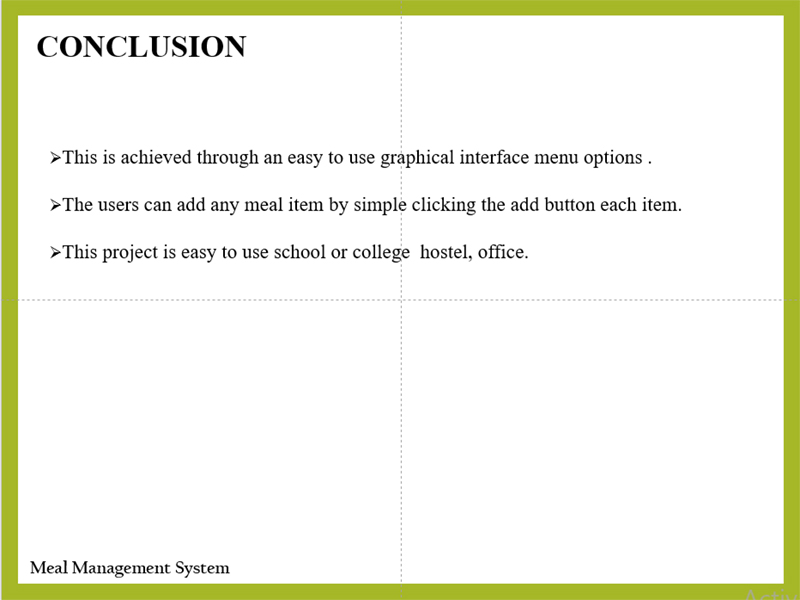 CONCLUSION
➢This is achieved through an easy to use graphical interface menu options .
➢The users can add any meal item by simple clicking the add button each item.
➢This project is easy to use school or college  hostel, office.
Meal Management System